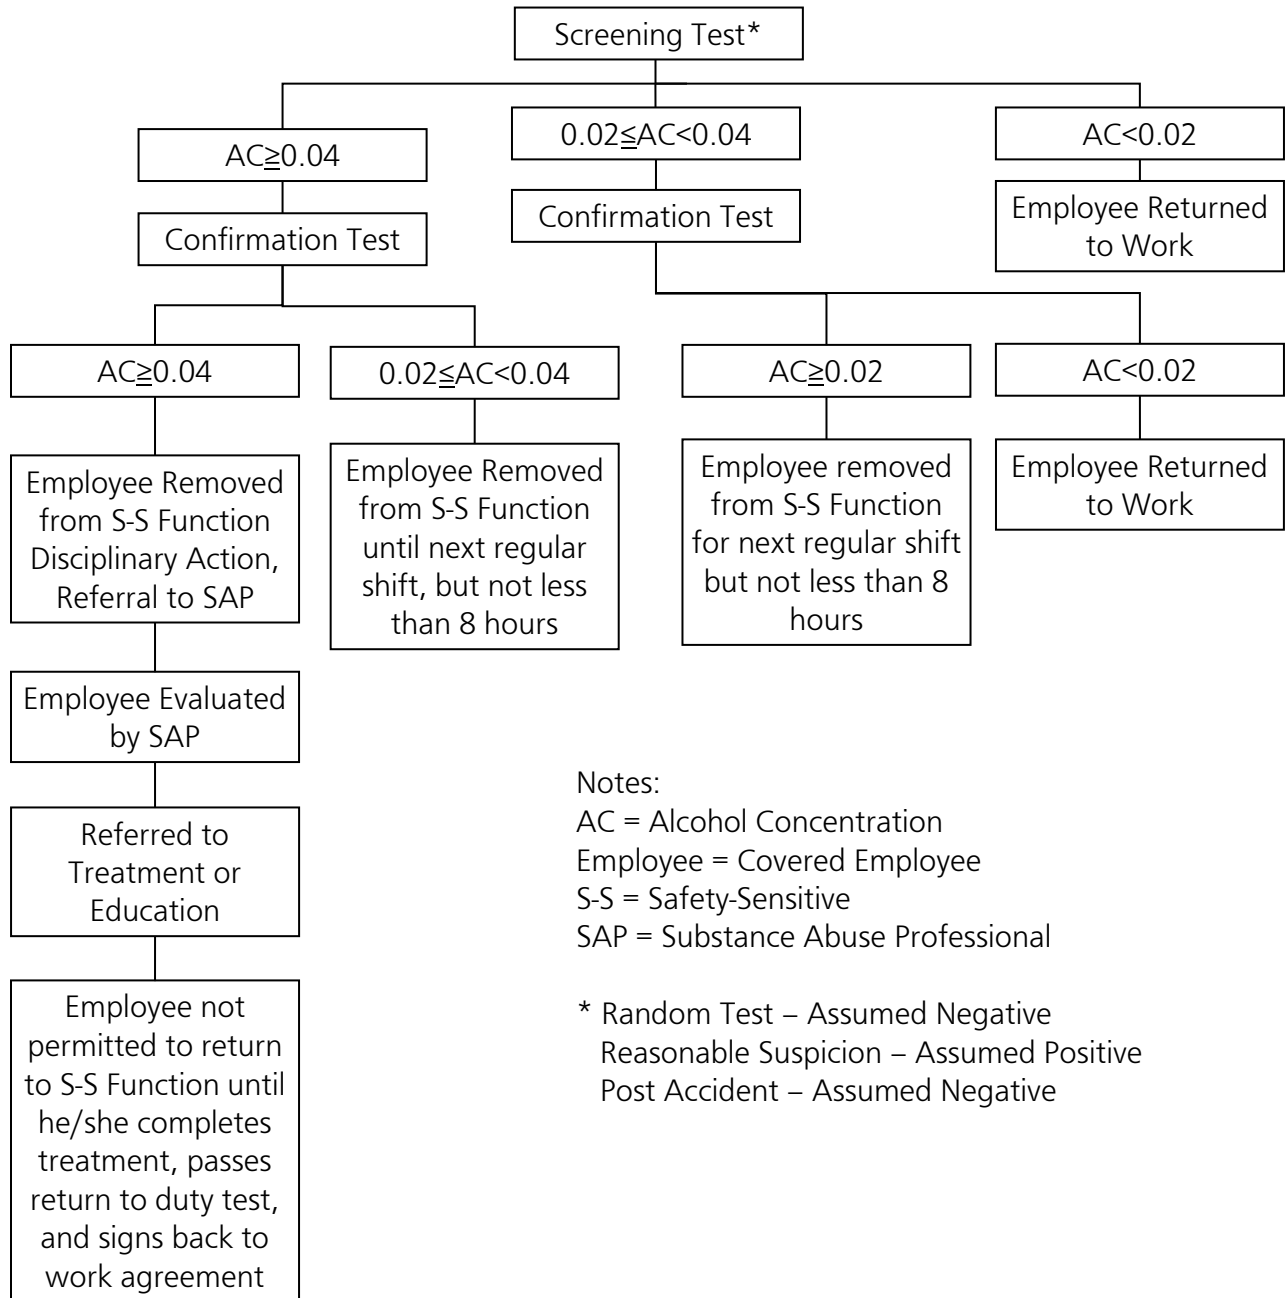 Screening Test*
AC≥0.04
0.02≤AC<0.04
AC<0.02
Confirmation Test
Confirmation Test
Employee Returned
to Work
AC≥0.04
0.02≤AC<0.04
AC≥0.02
AC<0.02
Employee Removed
from S-S Function
Disciplinary Action,
Referral to SAP
Employee Removed
from S-S Function
until next regular
shift, but not less
than 8 hours
Employee removed
from S-S Function
for next regular shift
but not less than 8
hours
Employee Returned
to Work
Employee Evaluated
by SAP
Referred to
Treatment or
Education
Employee not
permitted to return
to S-S Function until
he/she completes
treatment, passes
return to duty test,
and signs back to
work agreement
Notes:
AC = Alcohol Concentration
Employee = Covered Employee
S-S = Safety-Sensitive
SAP = Substance Abuse Professional
* Random Test – Assumed Negative
Reasonable Suspicion – Assumed Positive
Post Accident – Assumed Negative